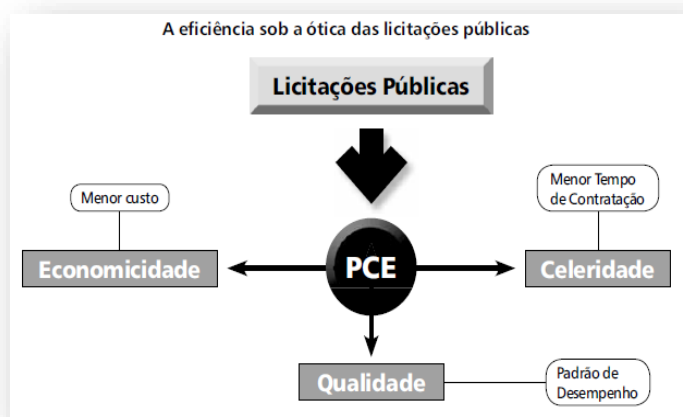 A eficiência sob a ótica das licitações públicas
Licitações Públicas
Menor custo
Menor Tempo
de Contratação
Economicidade
PCE
Celeridade
Qualidade
Padrão de
Desempenho